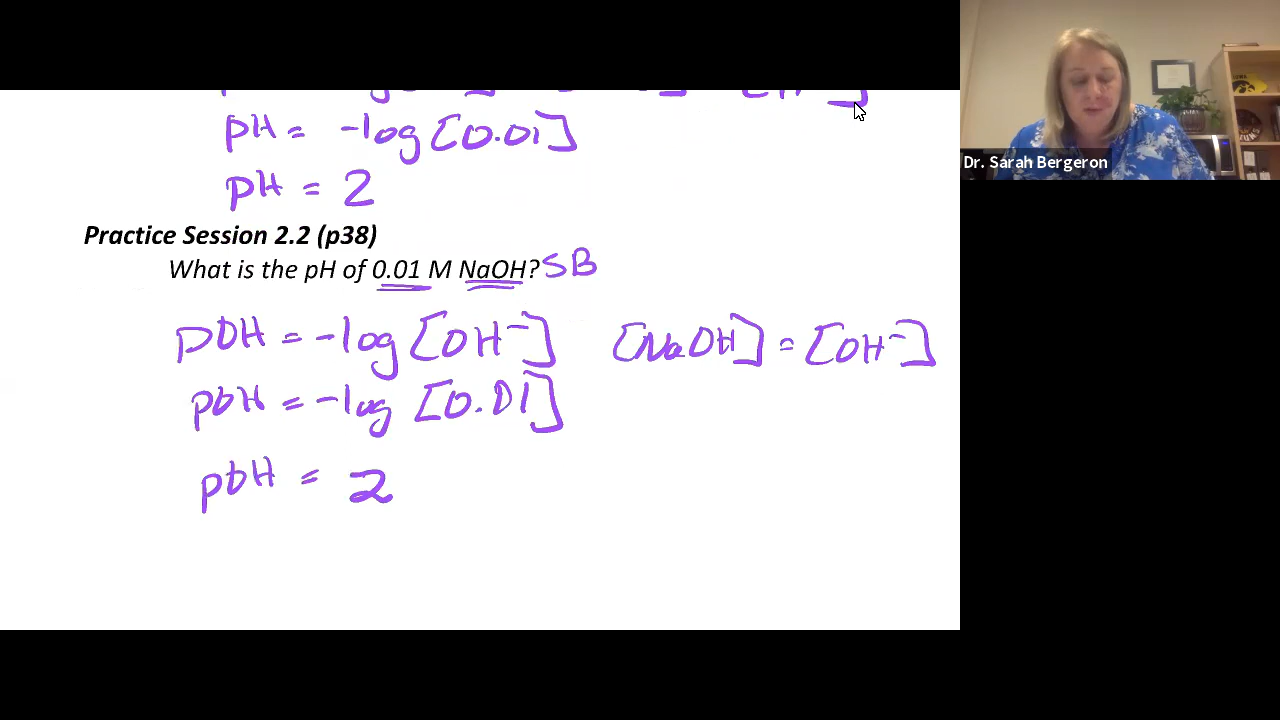 pH = -log [0.01]
pH = 2
Practice Session 2.2 (p38)
What is the pH of 0.01 M NaOH? SB
pOH = -log [OH⁻] [NaOH] = [OH⁻]
pOH = -log [0.01]
pOH = 2
Dr. Sarah Bergeron
IOWA